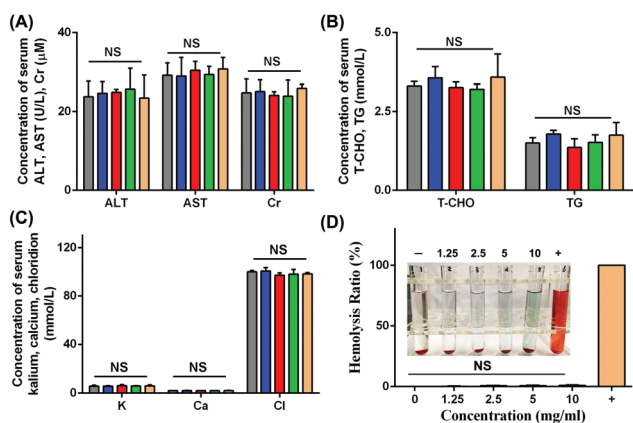 (A)
Concentration of serum
ALT, AST (U/L), Cr (μM)
40
20
0
NS
NS
NS
ALT
AST
Cr
(B)
Concentration of serum
T-CHO, TG (mmol/L)
5.0
2.5
0
NS
NS
T-CHO
TG
(C)
Concentration of serum
kalium, calcium, chloridion
(mmol/L)
120
80
40
0
NS
NS
NS
K
Ca
Cl
(D)
Hemolysis Ratio (%)
100
50
0
– 1.25 2.5 5 10 +
NS
0 1.25 2.5 5 10 +
Concentration (mg/ml)